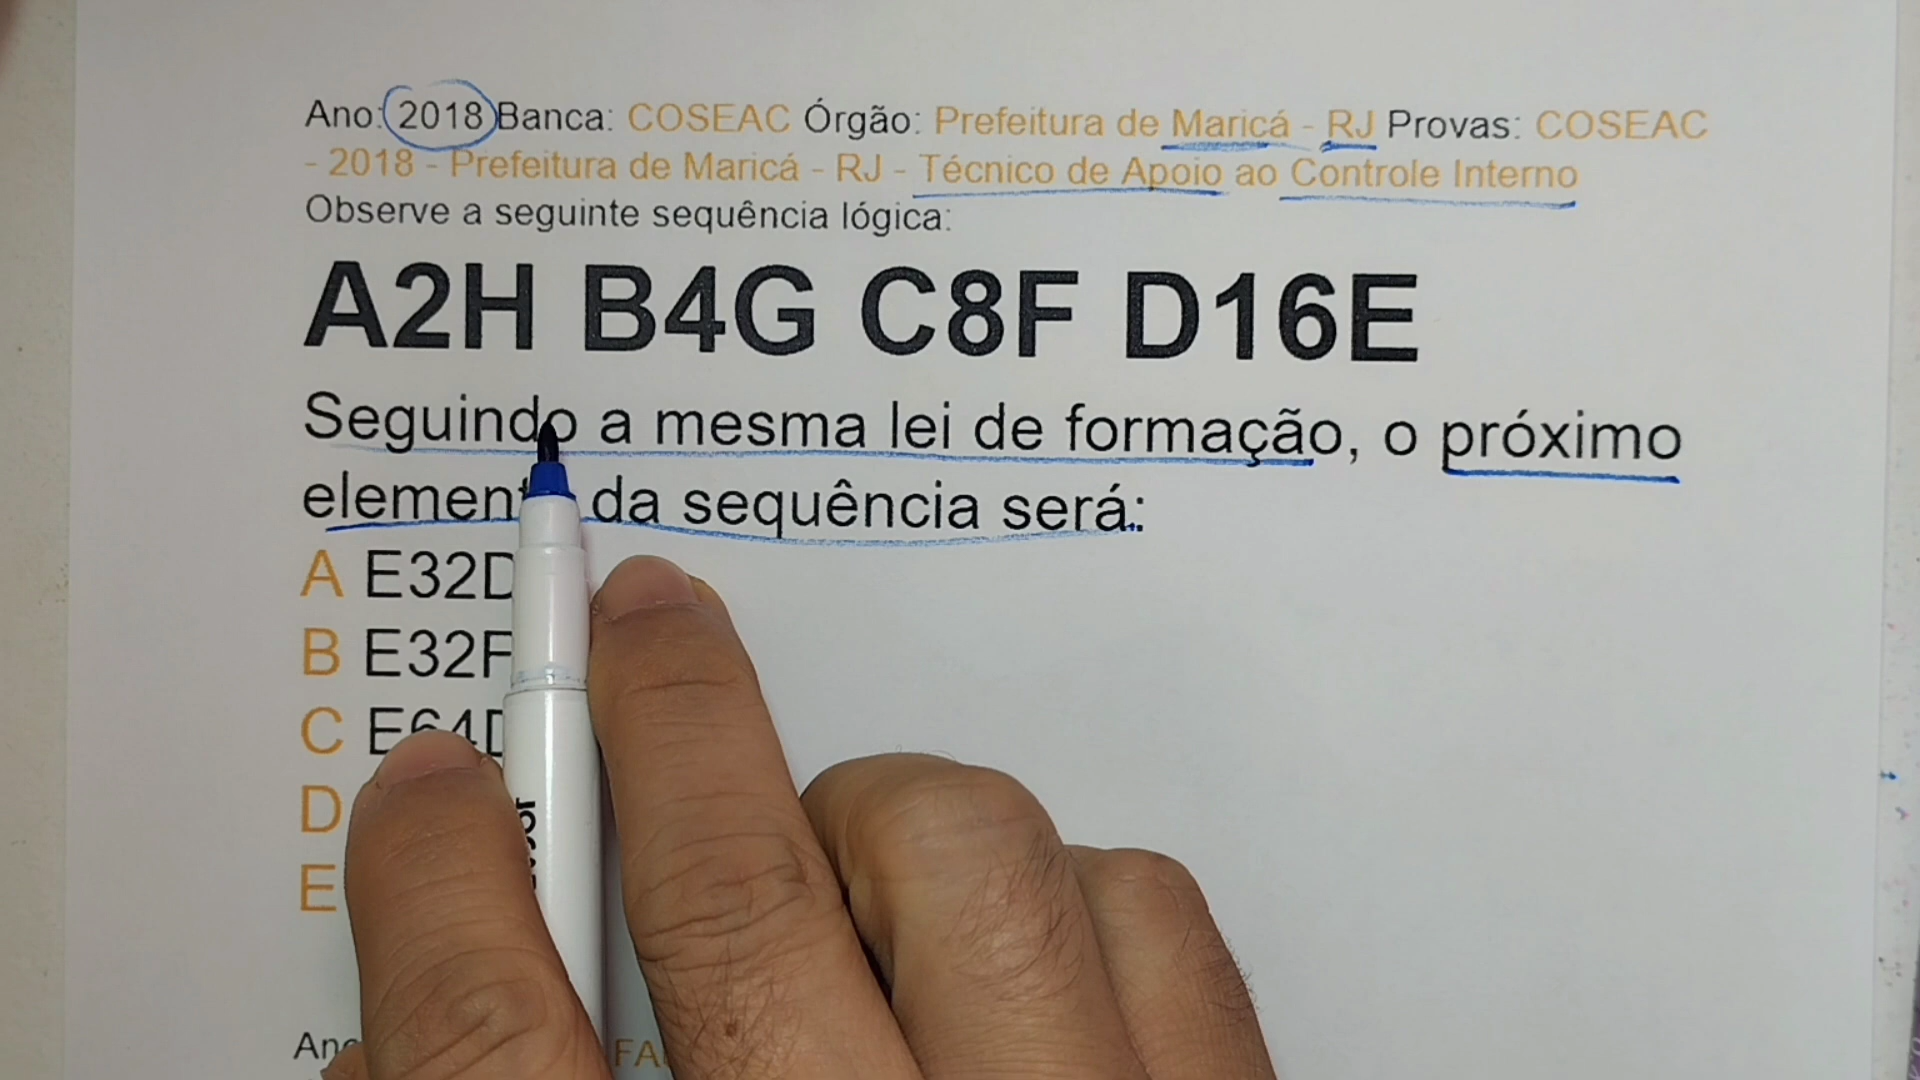 Ano: 2018 Banca: COSEAC Órgão: Prefeitura de Maricá - RJ Provas: COSEAC
- 2018 - Prefeitura de Maricá - RJ - Técnico de Apoio ao Controle Interno
Observe a seguinte sequência lógica:
A2H B4G C8F D16E
Seguindo a mesma lei de formação, o próximo
da sequência será:
A E32D
B E32F
C E64D
D
E